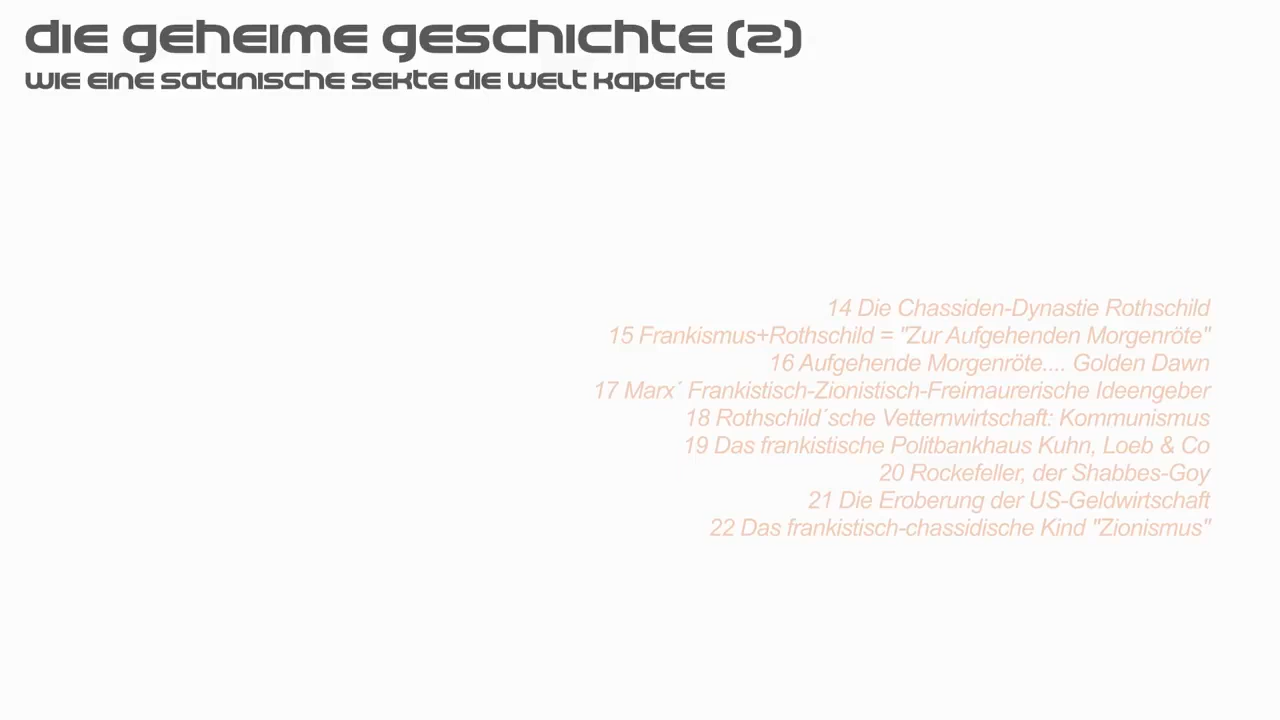 DIE GEHEIME GESCHICHTE (2)
WIE EINE SATANISCHE SEKTE DIE WELT KAPERTE
14 Die Chassiden-Dynastie Rothschild
15 Frankismus+Rothschild = "Zur Aufgehenden Morgenröte"
16 Aufgehende Morgenröte.... Golden Dawn
17 Marx´ Frankistisch-Zionistisch-Freimaurerische Ideengeber
18 Rothschild´sche Vetternwirtschaft: Kommunismus
19 Das frankistische Politbankhaus Kuhn, Loeb & Co
20 Rockefeller, der Shabbes-Goy
21 Die Eroberung der US-Geldwirtschaft
22 Das frankistisch-chassidische Kind "Zionismus"